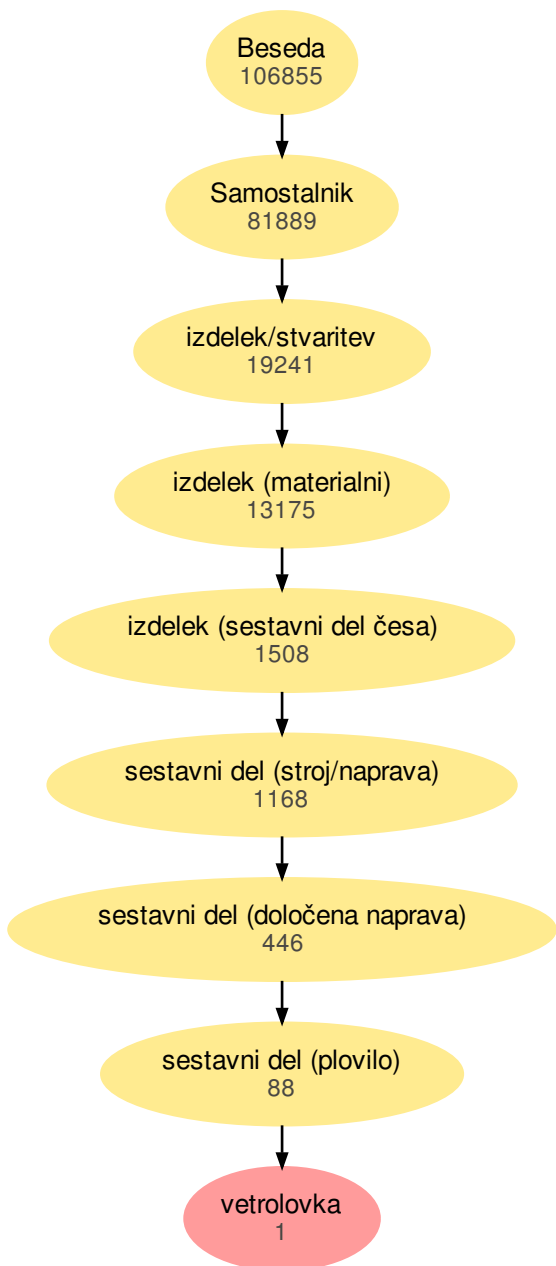 Beseda
106855
Samostalnik
81889
izdelek/stvaritev
19241
izdelek (materialni)
13175
izdelek (sestavni del česa)
1508
sestavni del (stroj/naprava)
1168
sestavni del (določena naprava)
446
sestavni del (plovilo)
88
vetrolovka
1